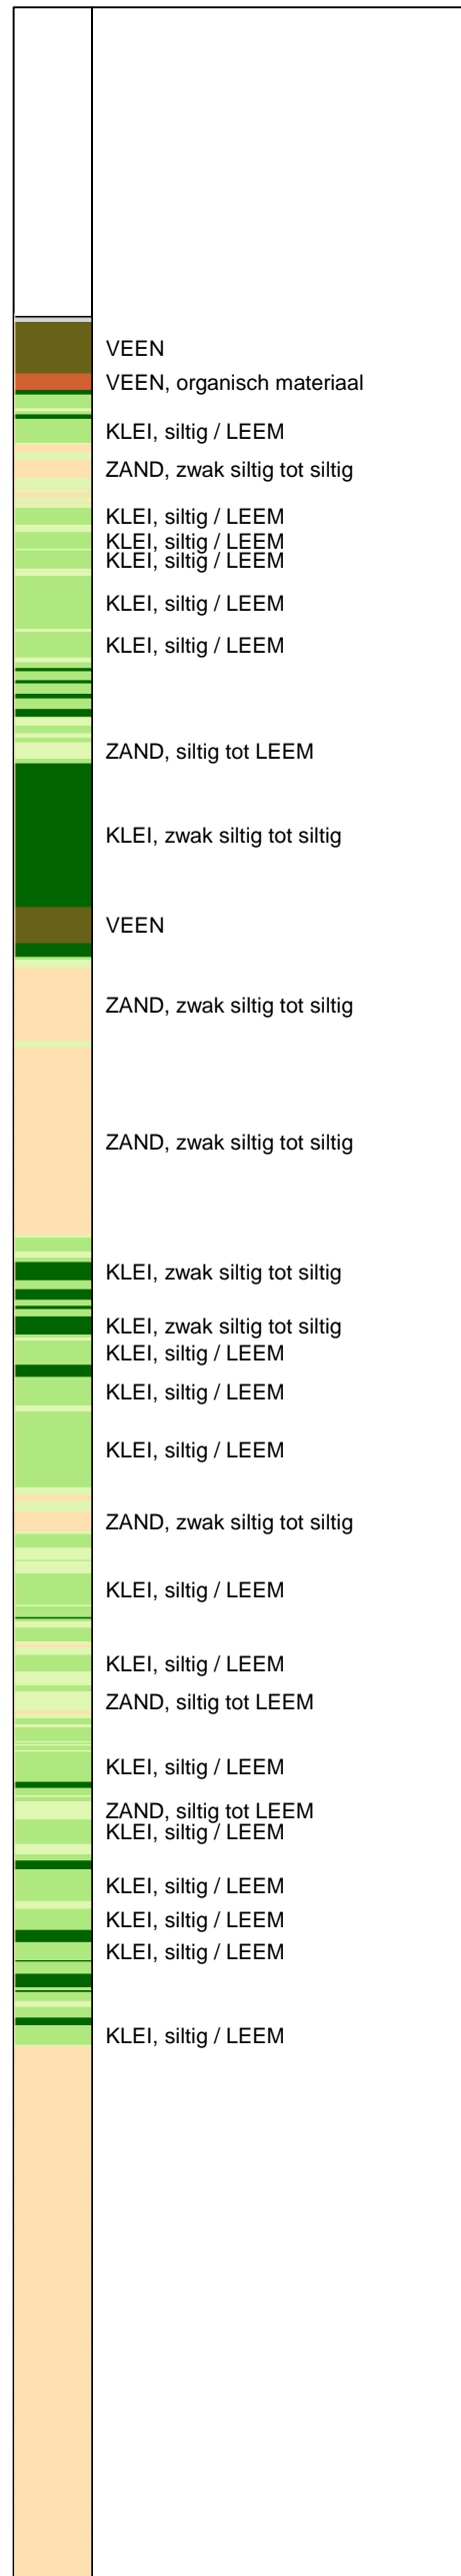 VEEN
VEEN, organisch materiaal
KLEI, siltig / LEEM
ZAND, zwak siltig tot siltig
KLEI, siltig / LEEM
KLEI, siltig / LEEM
KLEI, siltig / LEEM
KLEI, siltig / LEEM
KLEI, siltig / LEEM
ZAND, siltig tot LEEM
KLEI, zwak siltig tot siltig
VEEN
ZAND, zwak siltig tot siltig
ZAND, zwak siltig tot siltig
KLEI, zwak siltig tot siltig
KLEI, zwak siltig tot siltig
KLEI, siltig / LEEM
KLEI, siltig / LEEM
KLEI, siltig / LEEM
ZAND, zwak siltig tot siltig
KLEI, siltig / LEEM
KLEI, siltig / LEEM
ZAND, siltig tot LEEM
KLEI, siltig / LEEM
ZAND, siltig tot LEEM
KLEI, siltig / LEEM
KLEI, siltig / LEEM
KLEI, siltig / LEEM
KLEI, siltig / LEEM
KLEI, siltig / LEEM